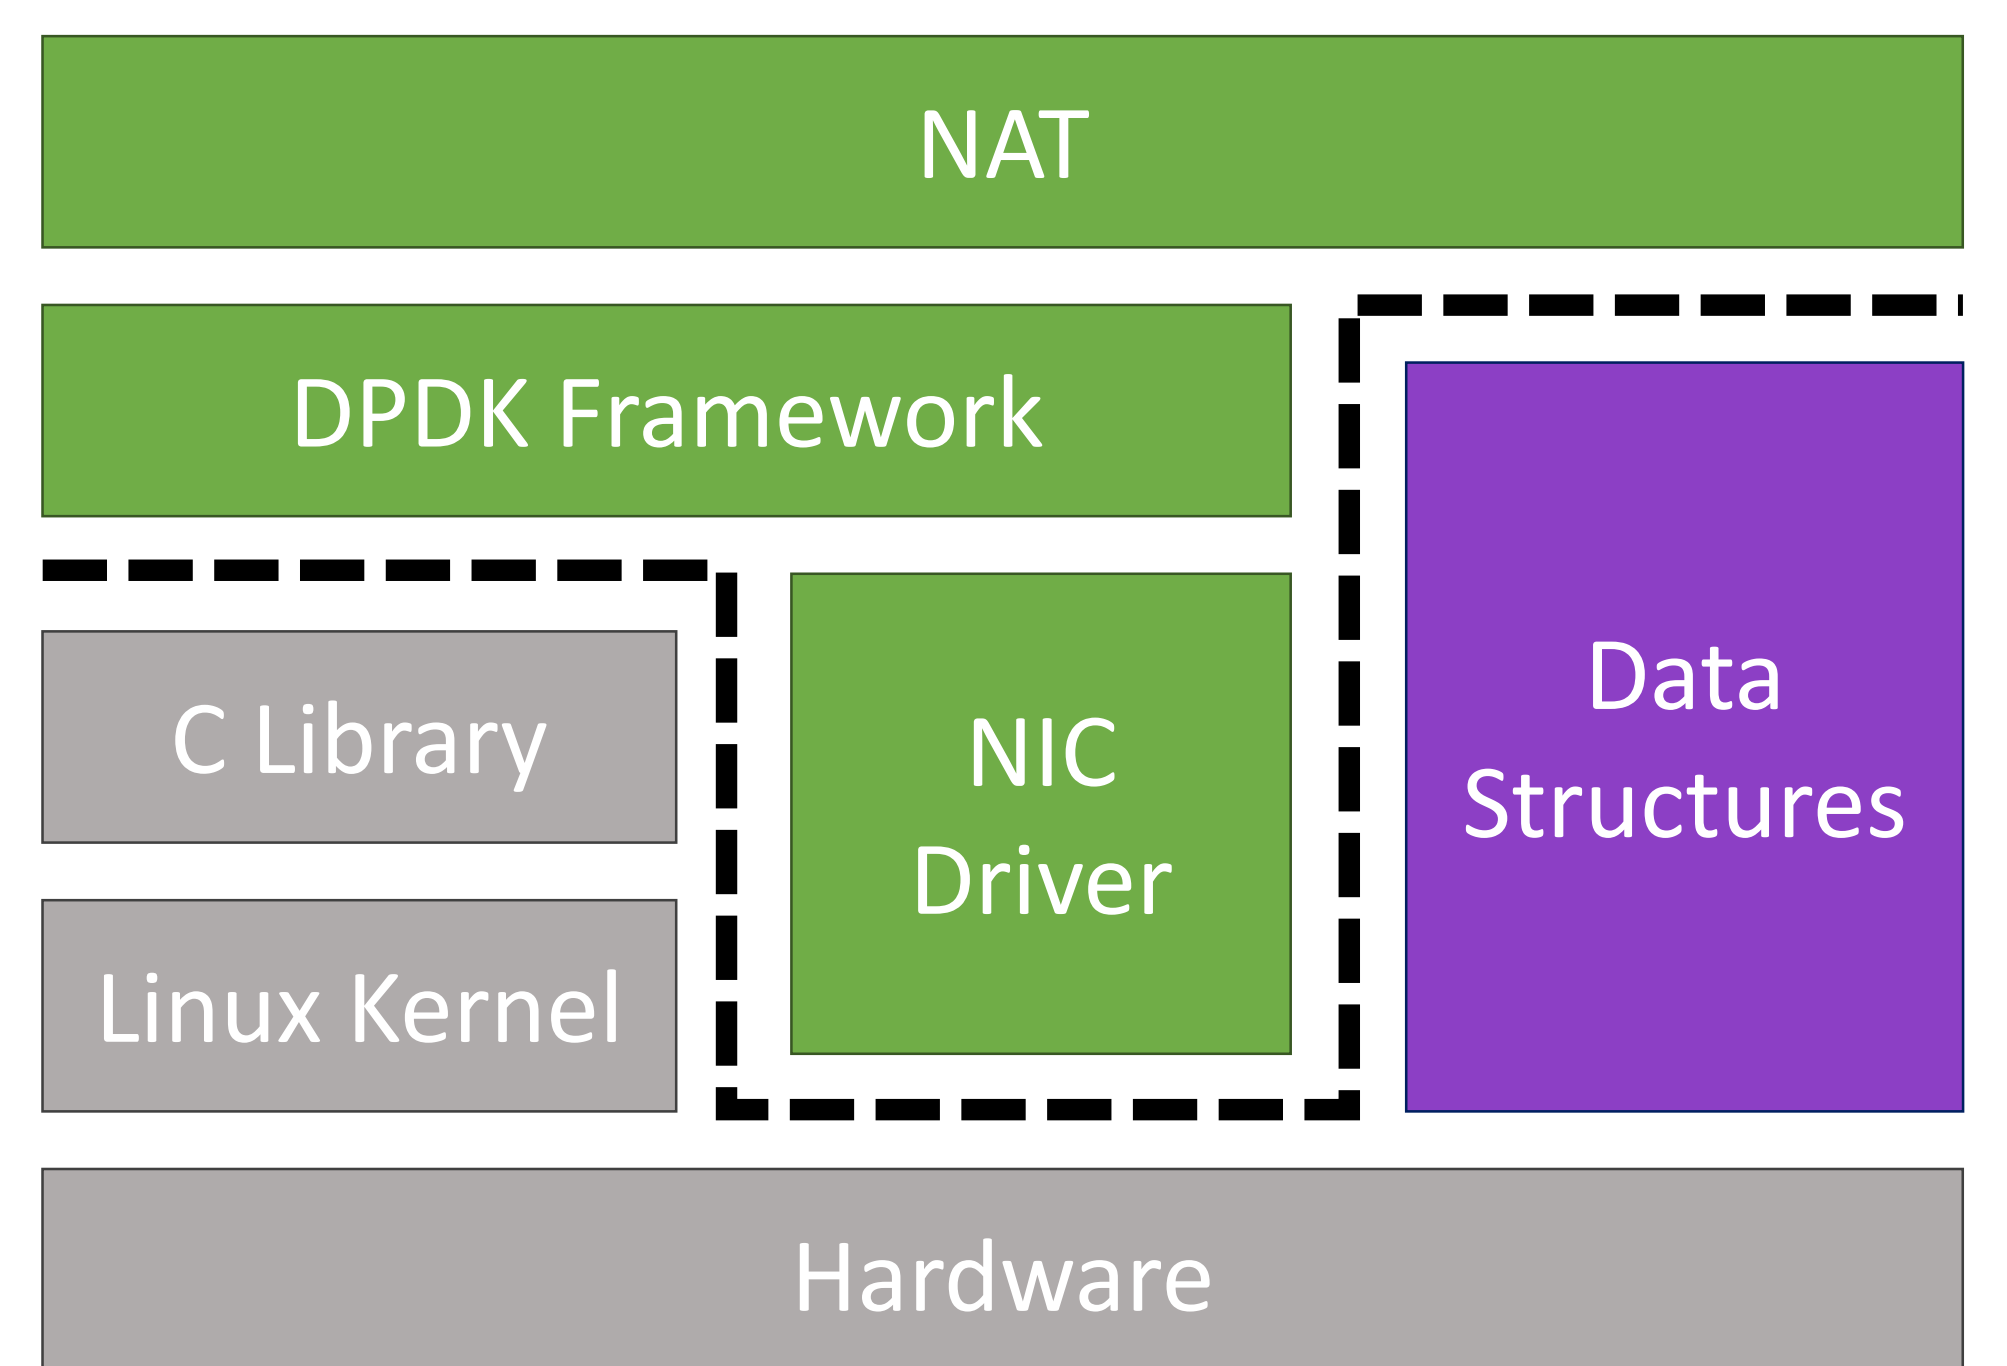 NAT
DPDK Framework
C Library
NIC
Driver
Data
Structures
Linux Kernel
Hardware